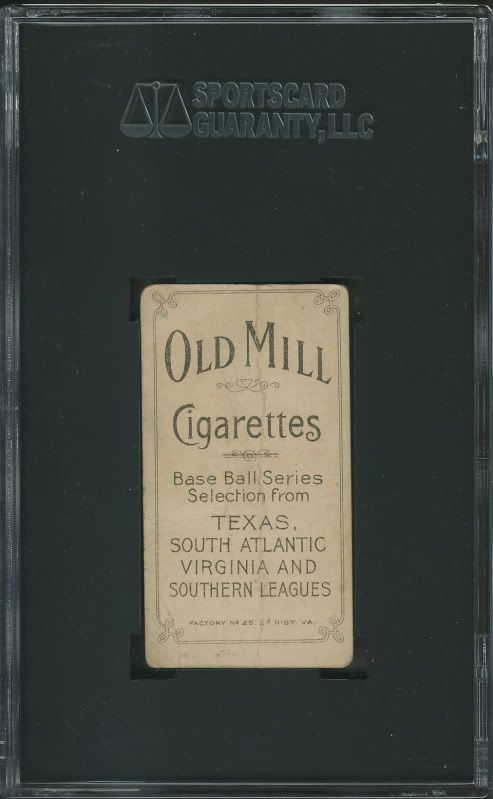 SPORTSCARD
GUARANTY, LLC
OLD MILL
Cigarettes
Base Ball Series
Selection from
TEXAS,
SOUTH ATLANTIC
VIRGINIA AND
SOUTHERN LEAGUES
FACTORY Nº 25, 2d DIST. VA.